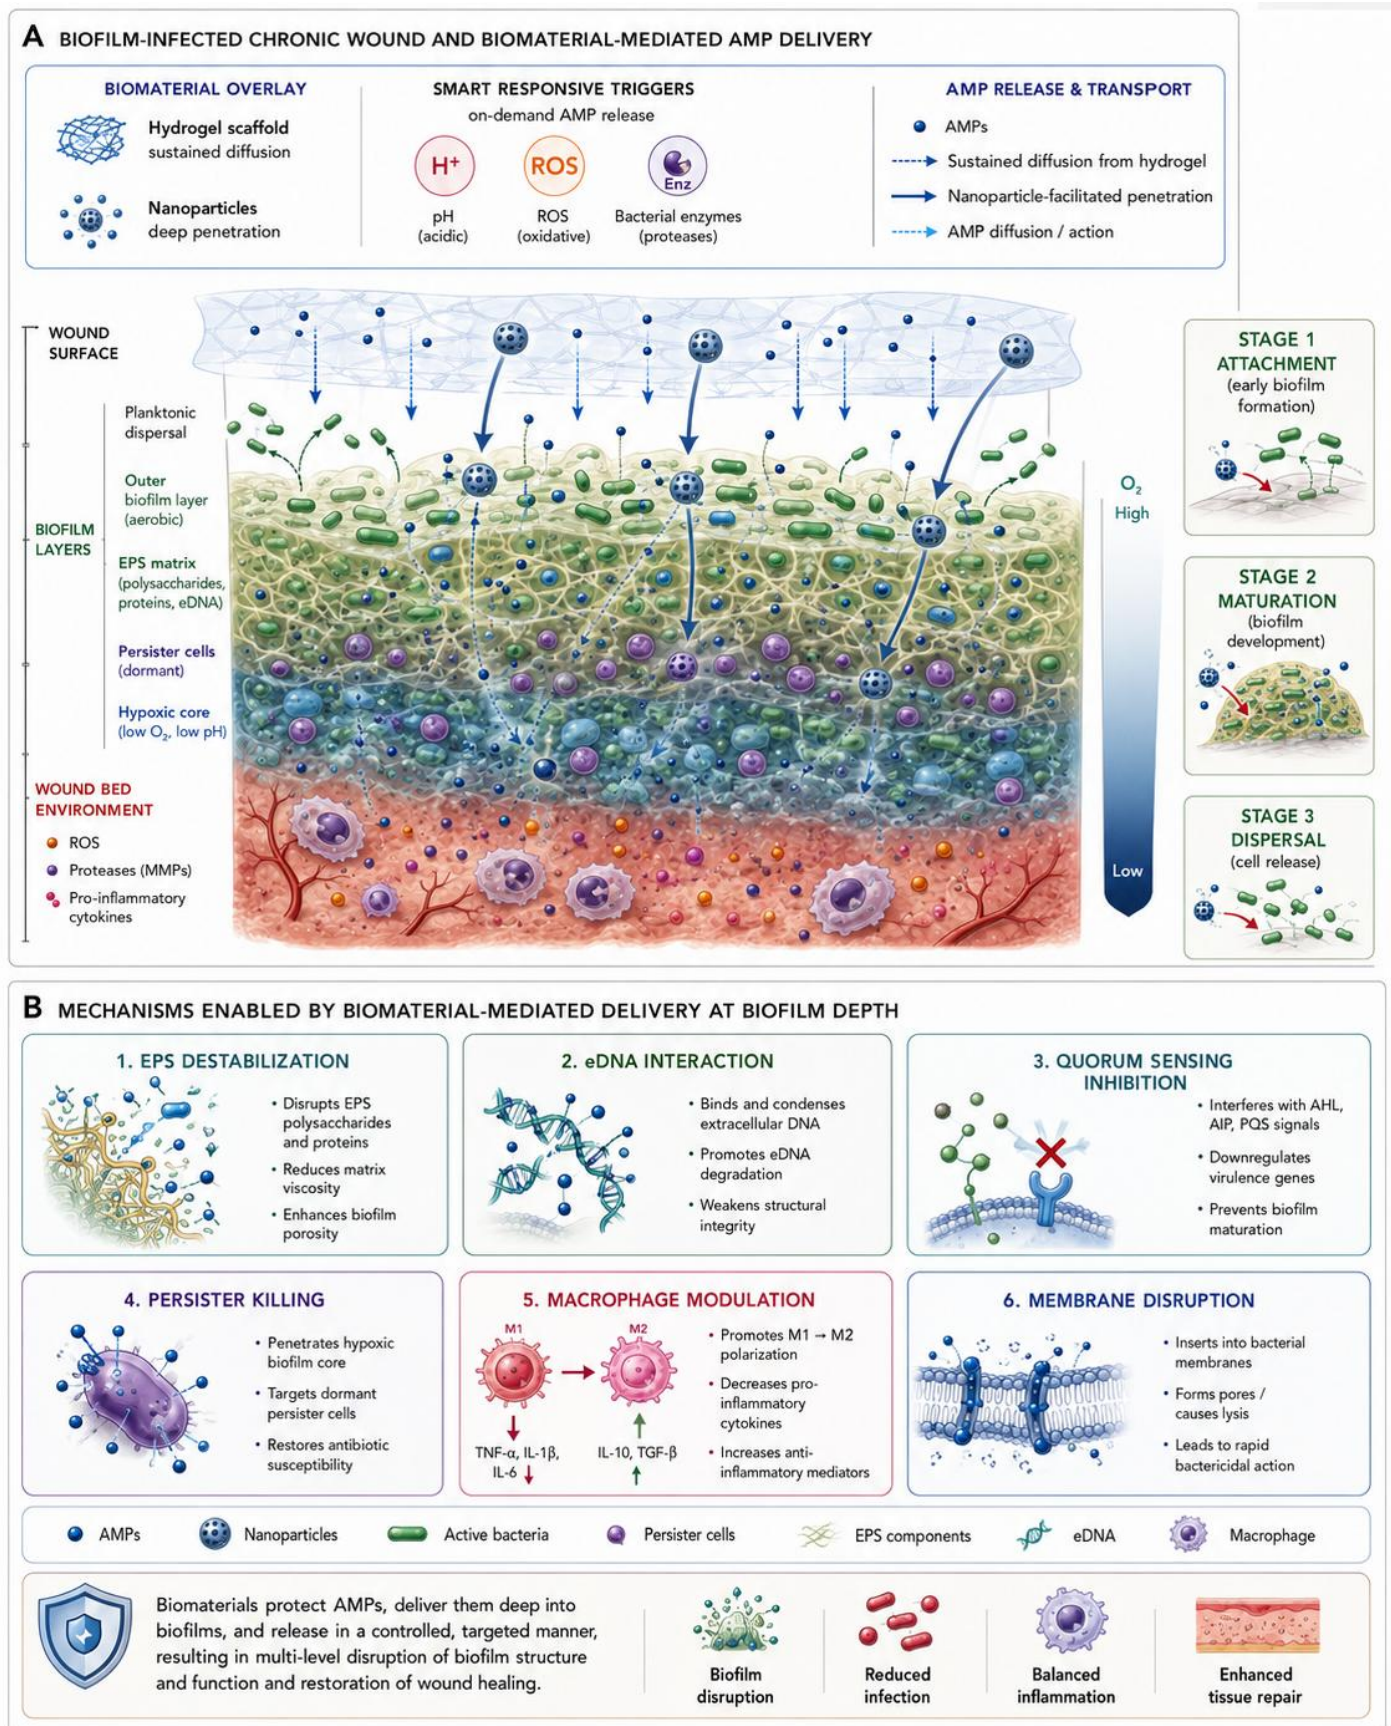 A BIOFILM-INFECTED CHRONIC WOUND AND BIOMATERIAL-MEDIATED AMP DELIVERY
BIOMATERIAL OVERLAY
Hydrogel scaffold
sustained diffusion
Nanoparticles
deep penetration
SMART RESPONSIVE TRIGGERS
on-demand AMP release
H⁺
pH
(acidic)
ROS
ROS
(oxidative)
Enz
Bacterial enzymes
(proteases)
AMP RELEASE & TRANSPORT
AMPs
Sustained diffusion from hydrogel
Nanoparticle-facilitated penetration
AMP diffusion / action
WOUND
SURFACE
Planktonic
dispersal
BIOFILM
LAYERS
Outer
biofilm layer
(aerobic)
EPS matrix
(polysaccharides,
proteins, eDNA)
Persister cells
(dormant)
Hypoxic core
(low O₂, low pH)
WOUND BED
ENVIRONMENT
ROS
Proteases (MMPs)
Pro-inflammatory
cytokines
O₂
High
Low
STAGE 1
ATTACHMENT
(early biofilm
formation)
STAGE 2
MATURATION
(biofilm
development)
STAGE 3
DISPERSAL
(cell release)
B MECHANISMS ENABLED BY BIOMATERIAL-MEDIATED DELIVERY AT BIOFILM DEPTH
1. EPS DESTABILIZATION
• Disrupts EPS
polysaccharides
and proteins
• Reduces matrix
viscosity
• Enhances biofilm
porosity
2. eDNA INTERACTION
• Binds and condenses
extracellular DNA
• Promotes eDNA
degradation
• Weakens structural
integrity
3. QUORUM SENSING
INHIBITION
• Interferes with AHL,
AIP, PQS signals
• Downregulates
virulence genes
• Prevents biofilm
maturation
4. PERSISTER KILLING
• Penetrates hypoxic
biofilm core
• Targets dormant
persister cells
• Restores antibiotic
susceptibility
5. MACROPHAGE MODULATION
M1
M2
TNF-α, IL-1β,
IL-6 ↓
IL-10, TGF-β
↑
• Promotes M1 → M2
polarization
• Decreases pro-
inflammatory
cytokines
• Increases anti-
inflammatory mediators
6. MEMBRANE DISRUPTION
• Inserts into bacterial
membranes
• Forms pores /
causes lysis
• Leads to rapid
bactericidal action
AMPs
Nanoparticles
Active bacteria
Persister cells
EPS components
eDNA
Macrophage
Biomaterials protect AMPs, deliver them deep into
biofilms, and release in a controlled, targeted manner,
resulting in multi-level disruption of biofilm structure
and function and restoration of wound healing.
Biofilm
disruption
Reduced
infection
Balanced
inflammation
Enhanced
tissue repair